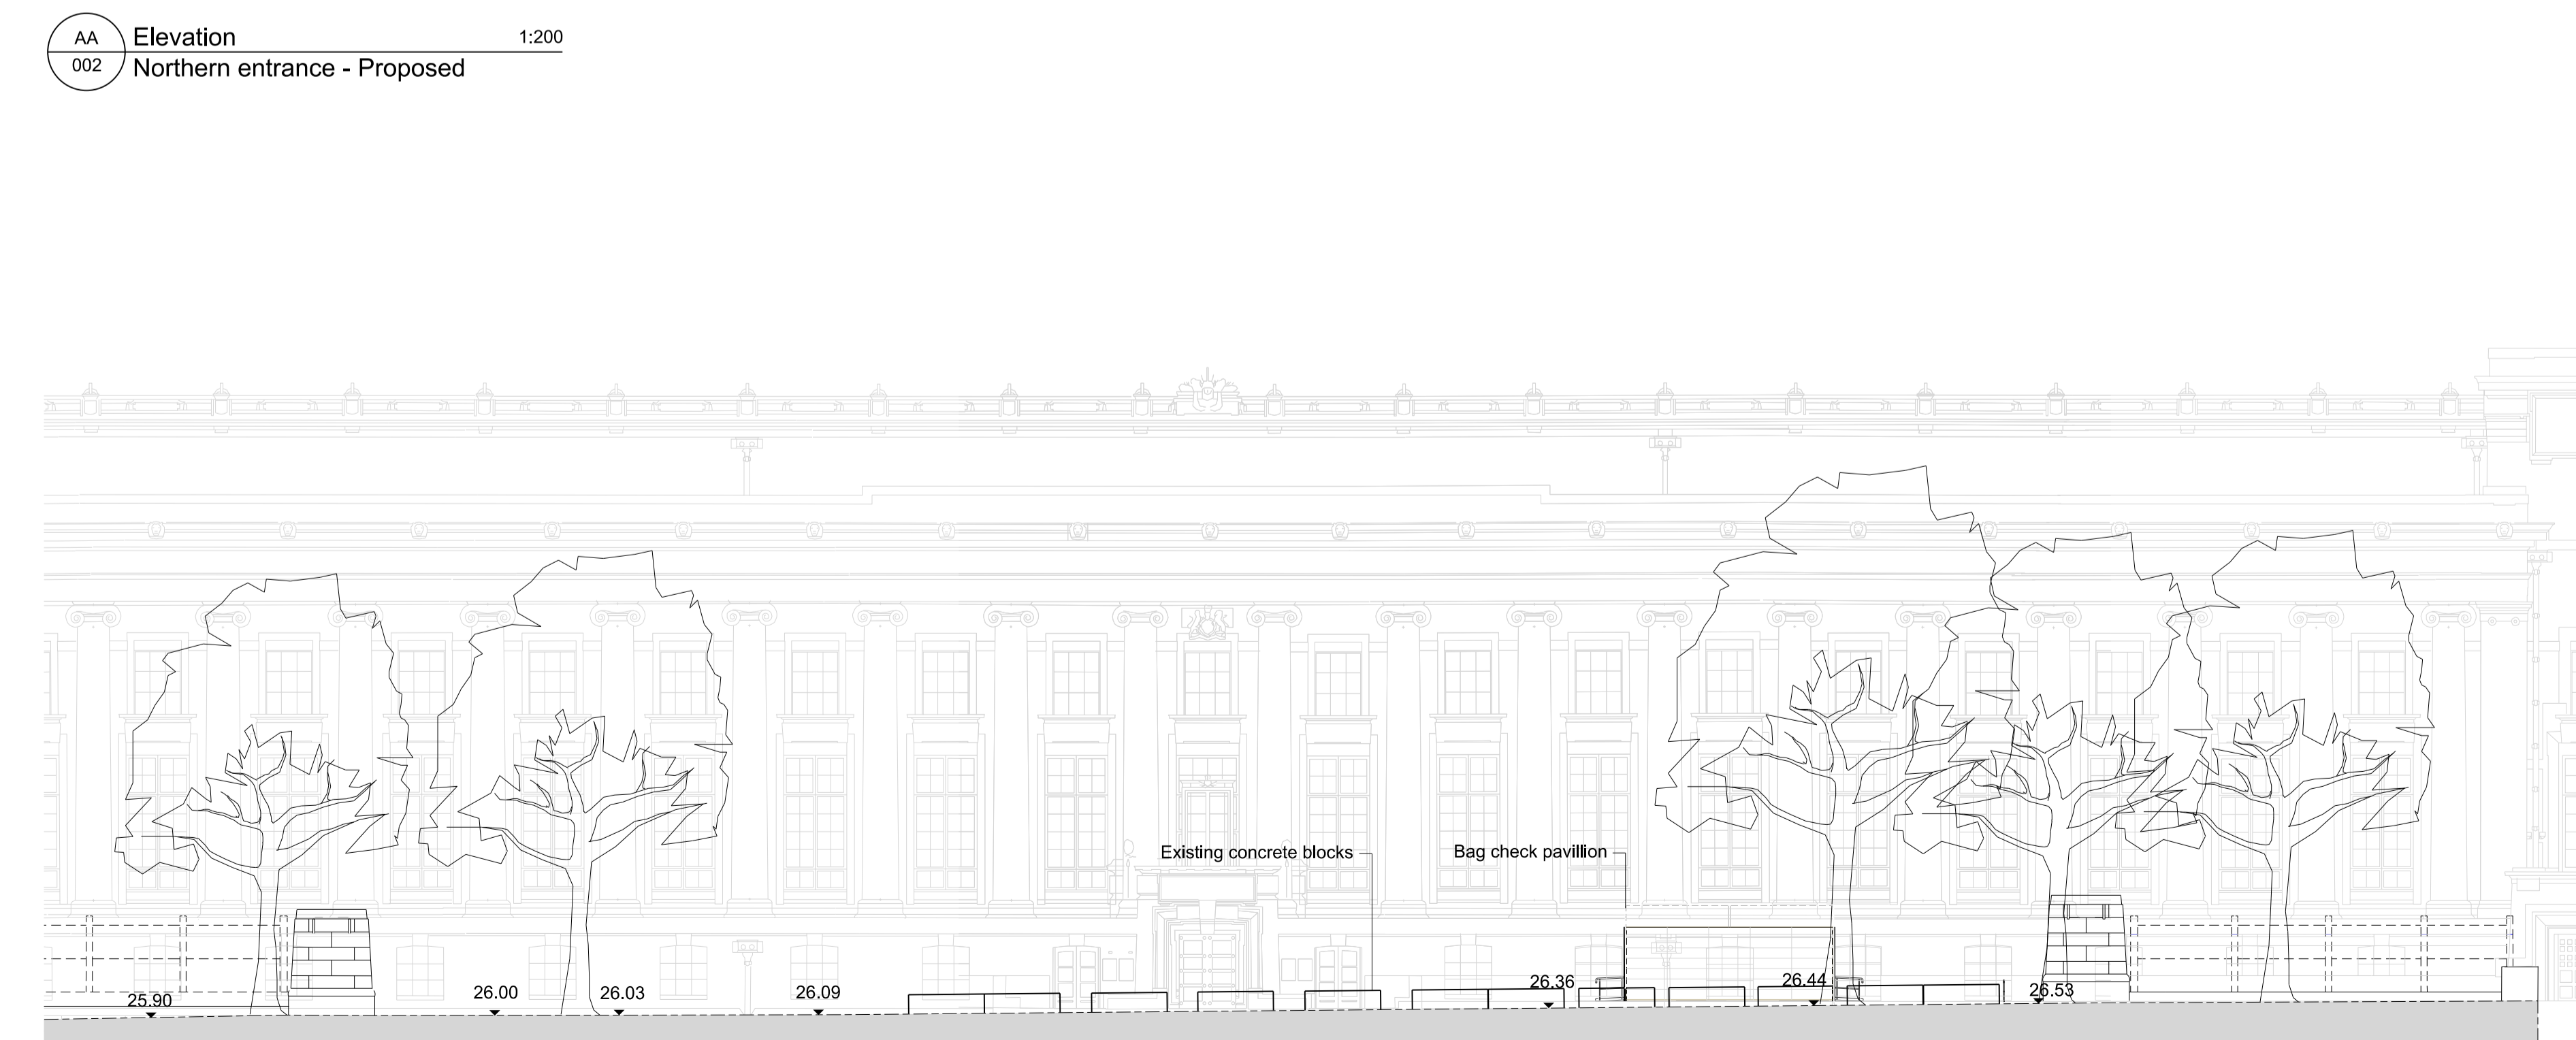 AA
002
Elevation 1:200
Northern entrance - Proposed
Existing concrete blocks
Bag check pavillion
25.90
26.00
26.03
26.09
26.36
26.44
26.53